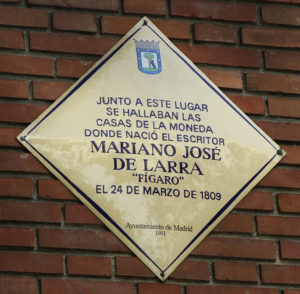 JUNTO A ESTE LUGAR
SE HALLABAN LAS
CASAS DE LA MONEDA
DONDE NACIÓ EL ESCRITOR
MARIANO JOSÉ
DE LARRA
"FÍGARO"
EL 24 DE MARZO DE 1809
Ayuntamiento de Madrid
1991